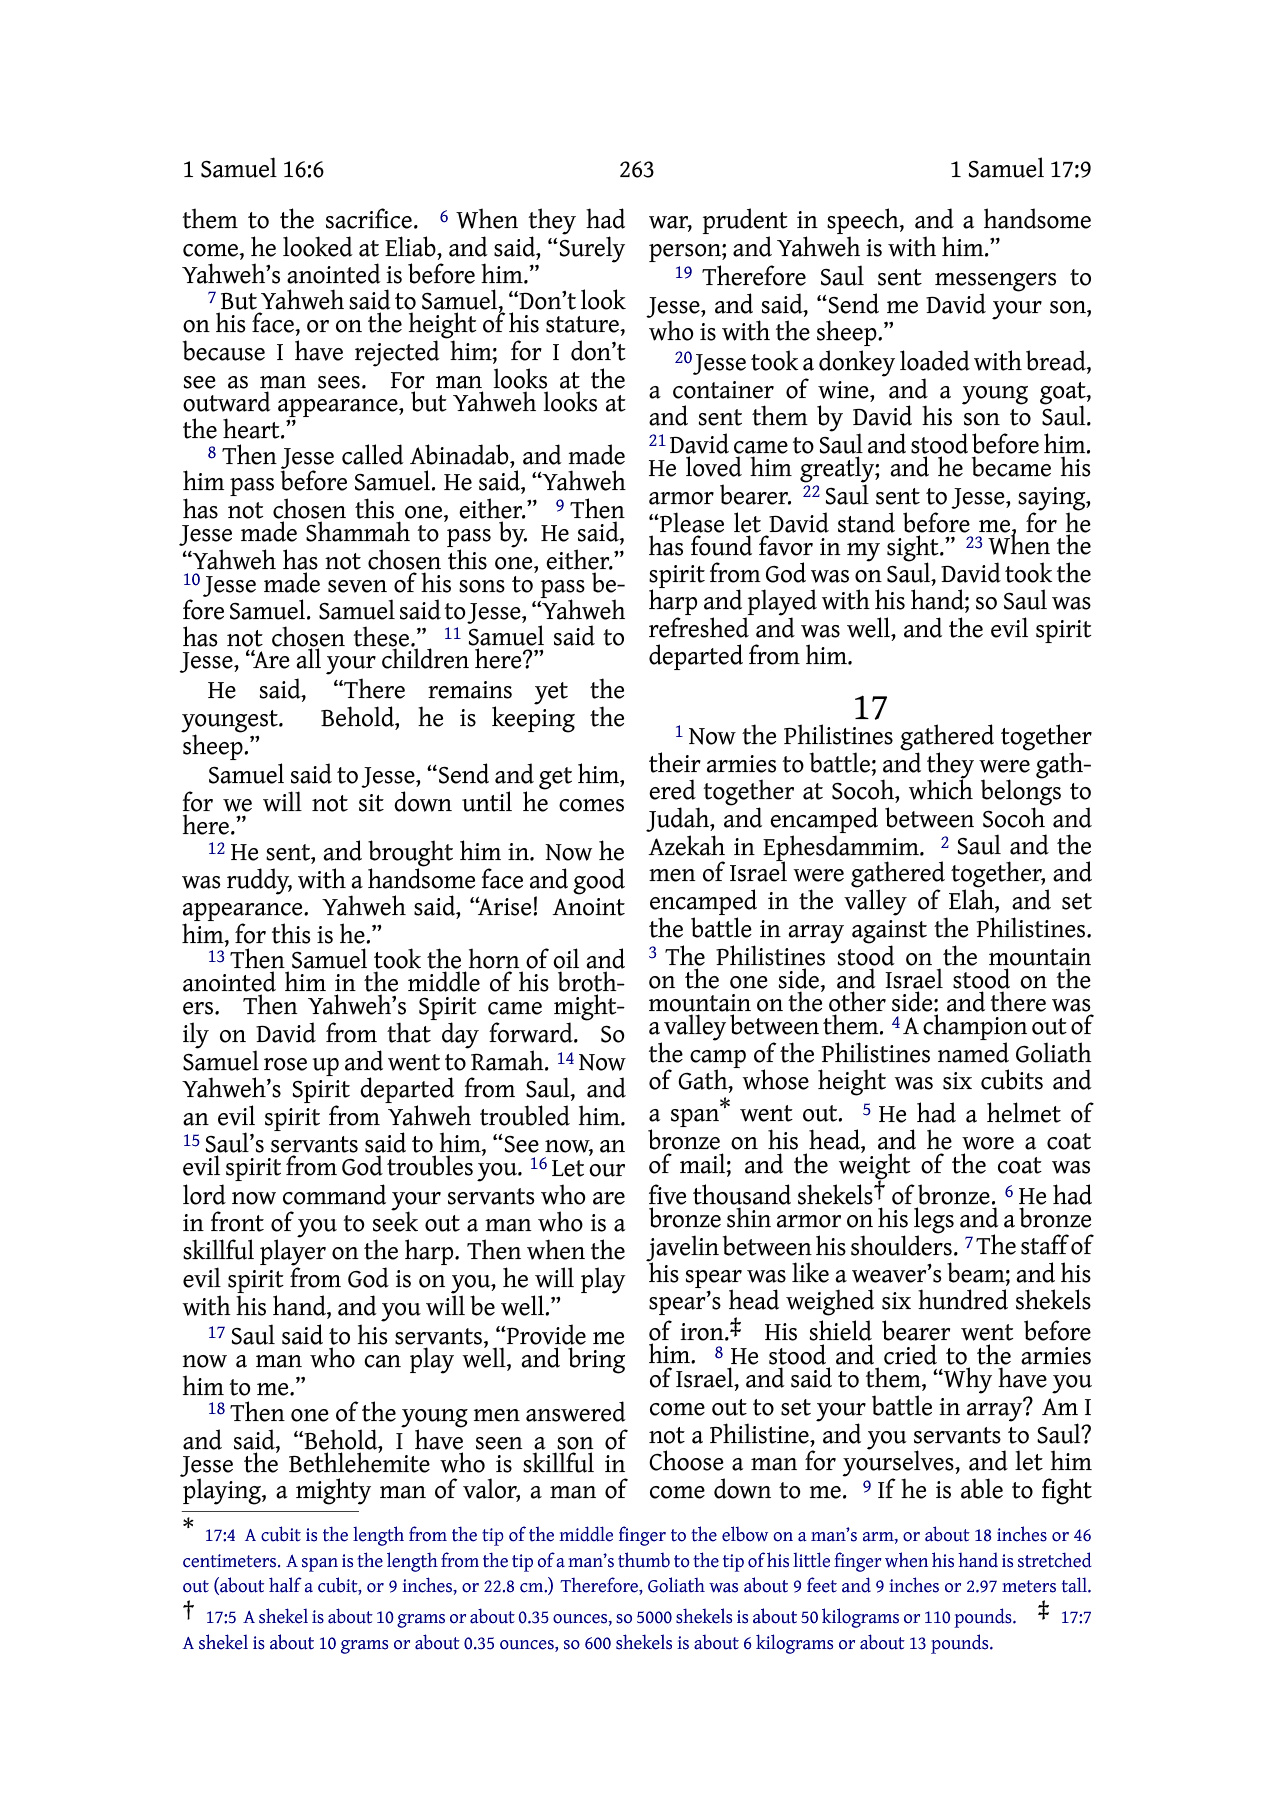 1 Samuel 16:6 263 1 Samuel 17:9
them to the sacrifice. 6 When they had
come, he looked at Eliab, and said, “Surely
Yahweh’s anointed is before him.”
7 But Yahweh said to Samuel, “Don’t look
on his face, or on the height of his stature,
because I have rejected him; for I don’t
see as man sees. For man looks at the
outward appearance, but Yahweh looks at
the heart.”
8 Then Jesse called Abinadab, and made
him pass before Samuel. He said, “Yahweh
has not chosen this one, either.” 9 Then
Jesse made Shammah to pass by. He said,
“Yahweh has not chosen this one, either.”
10 Jesse made seven of his sons to pass be-
fore Samuel. Samuel said to Jesse, “Yahweh
has not chosen these.” 11 Samuel said to
Jesse, “Are all your children here?”
He said, “There remains yet the
youngest. Behold, he is keeping the
sheep.”
Samuel said to Jesse, “Send and get him,
for we will not sit down until he comes
here.”
12 He sent, and brought him in. Now he
was ruddy, with a handsome face and good
appearance. Yahweh said, “Arise! Anoint
him, for this is he.”
13 Then Samuel took the horn of oil and
anointed him in the middle of his broth-
ers. Then Yahweh’s Spirit came might-
ily on David from that day forward. So
Samuel rose up and went to Ramah. 14 Now
Yahweh’s Spirit departed from Saul, and
an evil spirit from Yahweh troubled him.
15 Saul’s servants said to him, “See now, an
evil spirit from God troubles you. 16 Let our
lord now command your servants who are
in front of you to seek out a man who is a
skillful player on the harp. Then when the
evil spirit from God is on you, he will play
with his hand, and you will be well.”
17 Saul said to his servants, “Provide me
now a man who can play well, and bring
him to me.”
18 Then one of the young men answered
and said, “Behold, I have seen a son of
Jesse the Bethlehemite who is skillful in
playing, a mighty man of valor, a man of
war, prudent in speech, and a handsome
person; and Yahweh is with him.”
19 Therefore Saul sent messengers to
Jesse, and said, “Send me David your son,
who is with the sheep.”
20 Jesse took a donkey loaded with bread,
a container of wine, and a young goat,
and sent them by David his son to Saul.
21 David came to Saul and stood before him.
He loved him greatly; and he became his
armor bearer. 22 Saul sent to Jesse, saying,
“Please let David stand before me, for he
has found favor in my sight.” 23 When the
spirit from God was on Saul, David took the
harp and played with his hand; so Saul was
refreshed and was well, and the evil spirit
departed from him.
17
1 Now the Philistines gathered together
their armies to battle; and they were gath-
ered together at Socoh, which belongs to
Judah, and encamped between Socoh and
Azekah in Ephesdammim. 2 Saul and the
men of Israel were gathered together, and
encamped in the valley of Elah, and set
the battle in array against the Philistines.
3 The Philistines stood on the mountain
on the one side, and Israel stood on the
mountain on the other side: and there was
a valley between them. 4 A champion out of
the camp of the Philistines named Goliath
of Gath, whose height was six cubits and
a span* went out. 5 He had a helmet of
bronze on his head, and he wore a coat
of mail; and the weight of the coat was
five thousand shekels† of bronze. 6 He had
bronze shin armor on his legs and a bronze
javelin between his shoulders. 7 The staff of
his spear was like a weaver’s beam; and his
spear’s head weighed six hundred shekels
of iron.‡ His shield bearer went before
him. 8 He stood and cried to the armies
of Israel, and said to them, “Why have you
come out to set your battle in array? Am I
not a Philistine, and you servants to Saul?
Choose a man for yourselves, and let him
come down to me. 9 If he is able to fight
* 17:4 A cubit is the length from the tip of the middle finger to the elbow on a man’s arm, or about 18 inches or 46
centimeters. A span is the length from the tip of a man’s thumb to the tip of his little finger when his hand is stretched
out (about half a cubit, or 9 inches, or 22.8 cm.) Therefore, Goliath was about 9 feet and 9 inches or 2.97 meters tall.
† 17:5 A shekel is about 10 grams or about 0.35 ounces, so 5000 shekels is about 50 kilograms or 110 pounds. ‡ 17:7
A shekel is about 10 grams or about 0.35 ounces, so 600 shekels is about 6 kilograms or about 13 pounds.